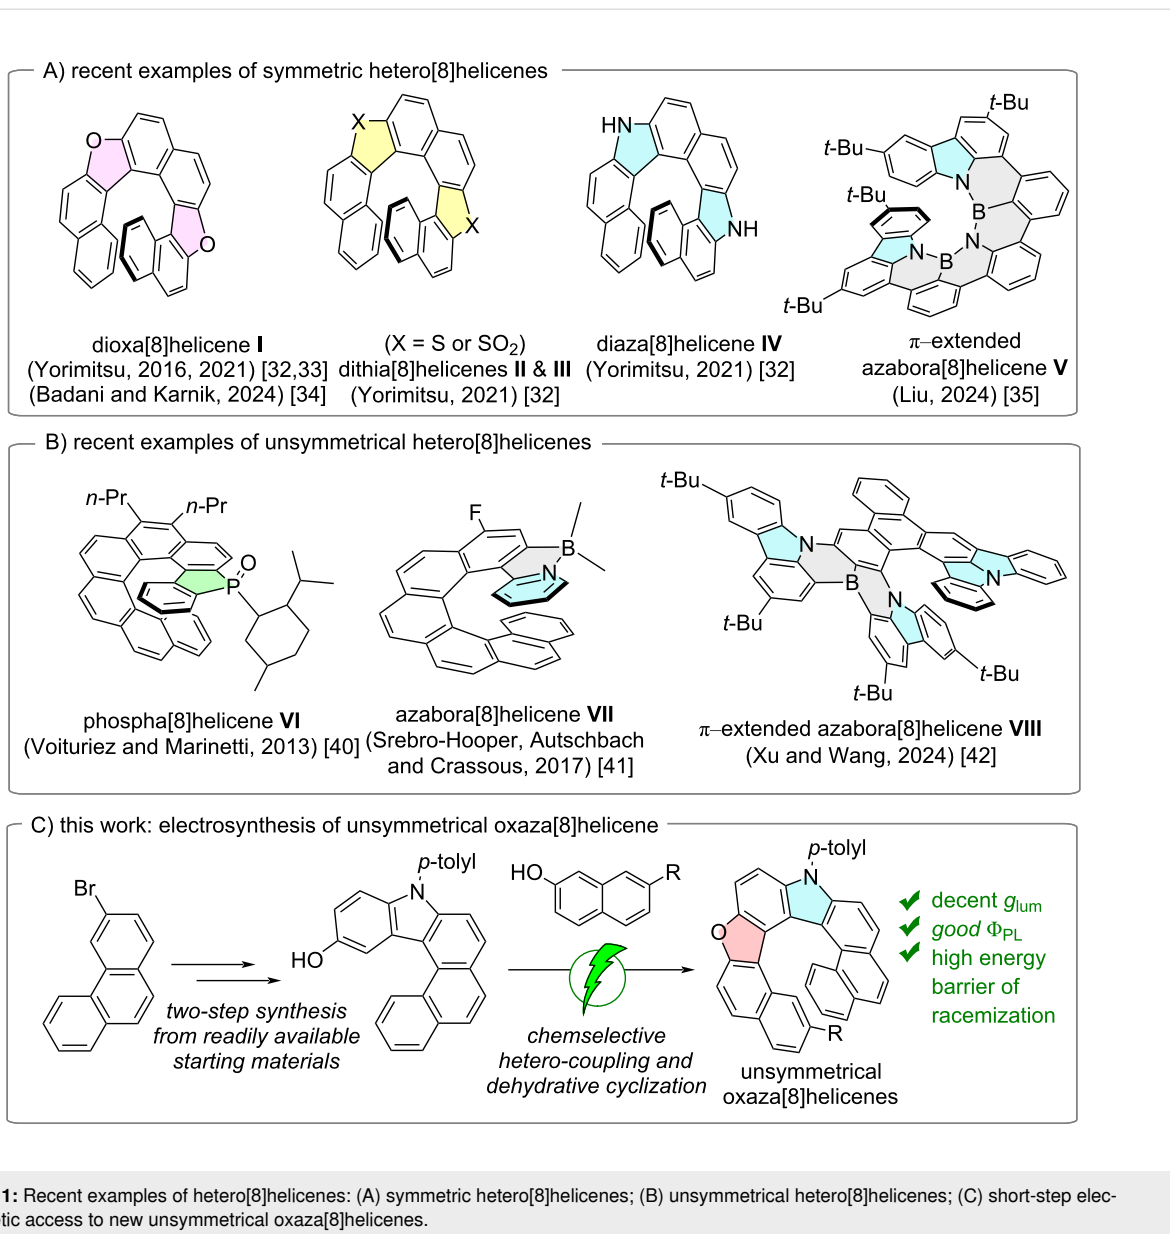 A) recent examples of symmetric hetero[8]helicenes
O
O
X
X
HN
NH
t-Bu
t-Bu
t-Bu
t-Bu
N
B
N
B
N
dioxa[8]helicene I
(Yorimitsu, 2016, 2021) [32,33]
(Badani and Karnik, 2024) [34]
(X = S or SO2)
dithia[8]helicenes II & III
(Yorimitsu, 2021) [32]
diaza[8]helicene IV
(Yorimitsu, 2021) [32]
π–extended
azabora[8]helicene V
(Liu, 2024) [35]
B) recent examples of unsymmetrical hetero[8]helicenes
n-Pr
n-Pr
O
P
F
B
N
t-Bu
N
B
N
N
t-Bu
t-Bu
t-Bu
phospha[8]helicene VI
(Voituriez and Marinetti, 2013) [40]
azabora[8]helicene VII
(Srebro-Hooper, Autschbach
and Crassous, 2017) [41]
π–extended azabora[8]helicene VIII
(Xu and Wang, 2024) [42]
C) this work: electrosynthesis of unsymmetrical oxaza[8]helicene
Br
two-step synthesis
from readily available
starting materials
p-tolyl
N
HO
HO
R
chemselective
hetero-coupling and
dehydrative cyclization
p-tolyl
N
O
R
unsymmetrical
oxaza[8]helicenes
decent glum
good ΦPL
high energy
barrier of
racemization
1: Recent examples of hetero[8]helicenes: (A) symmetric hetero[8]helicenes; (B) unsymmetrical hetero[8]helicenes; (C) short-step elec-
tic access to new unsymmetrical oxaza[8]helicenes.